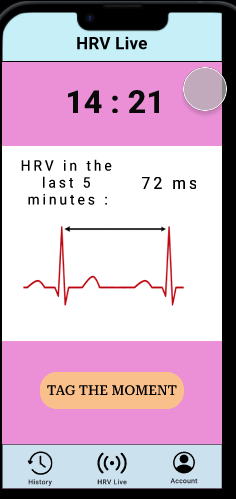 HRV Live
14 : 21
HRV in the
last 5
minutes :
72 ms
TAG THE MOMENT
History
HRV Live
Account